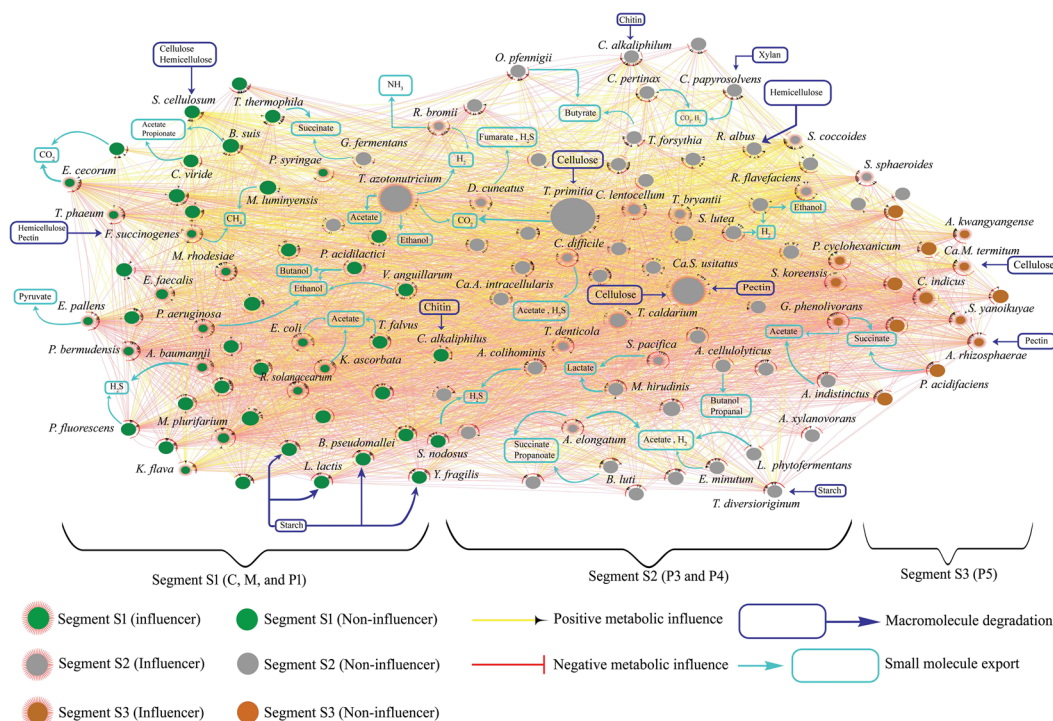 Chitin
Cellulose
Hemicellulose
O. pfennigii
C. alkaliphilum
Xylan
S. cellulosum
T. thermophila
NH3
C. pertinax
C. papyrosolvens
Hemicellulose
Acetate
Propionate
B. suis
Succinate
R. bromii
Butyrate
CO2, H2
G. fermentans
Fumarate , H2S
T. forsythia
R. albus
S. coccoides
CO2
P. syringae
H2
Cellulose
S. sphaeroides
E. cecorum
C. viride
T. azotonutricium
D. cuneatus
T. primitia
C. lentocellum
R. flavefaciens
M. luminyensis
T. bryantii
Ethanol
T. phaeum
CH4
Acetate
CO2
S. lutea
A. kwangyangense
Hemicellulose
Pectin
F. succinogenes
Ethanol
H2
C. difficile
P. cyclohexanicum
Ca.M. termitum
M. rhodesiae
P. acidilactici
Butanol
V. anguillarum
Ca.S. usitatus
S. koreensis
Cellulose
E. faecalis
Ethanol
Ca.A. intracellularis
C. indicus
Pyruvate
E. pallens
P. aeruginosa
Chitin
Acetate , H2S
Cellulose
Pectin
T. caldarium
G. phenolivorans
S. yanoikuyae
E. coli
Acetate
T. falvus
T. denticola
Acetate
Succinate
P. bermudensis
A. baumannii
C. alkaliphilus
Pectin
K. ascorbata
A. colihominis
S. pacifica
A. cellulolyticus
A. rhizosphaerae
H2S
R. solanacearum
Lactate
P. acidifaciens
H2S
M. hirudinis
Butanol
Propanal
A. indistinctus
M. plurifarium
A. xylanovorans
P. fluorescens
B. pseudomallei
A. elongatum
Acetate , H2
S. nodosus
Succinate
Propanoate
L. phytofermentans
K. flava
L. lactis
Y. fragilis
B. luti
E. minutum
Starch
T. diversioriginum
Starch
Segment S1 (C, M, and P1)
Segment S2 (P3 and P4)
Segment S3 (P5)
Segment S1 (influencer)
Segment S1 (Non-influencer)
Positive metabolic influence
Macromolecule degradation
Segment S2 (Influencer)
Segment S2 (Non-influencer)
Negative metabolic influence
Small molecule export
Segment S3 (Influencer)
Segment S3 (Non-influencer)